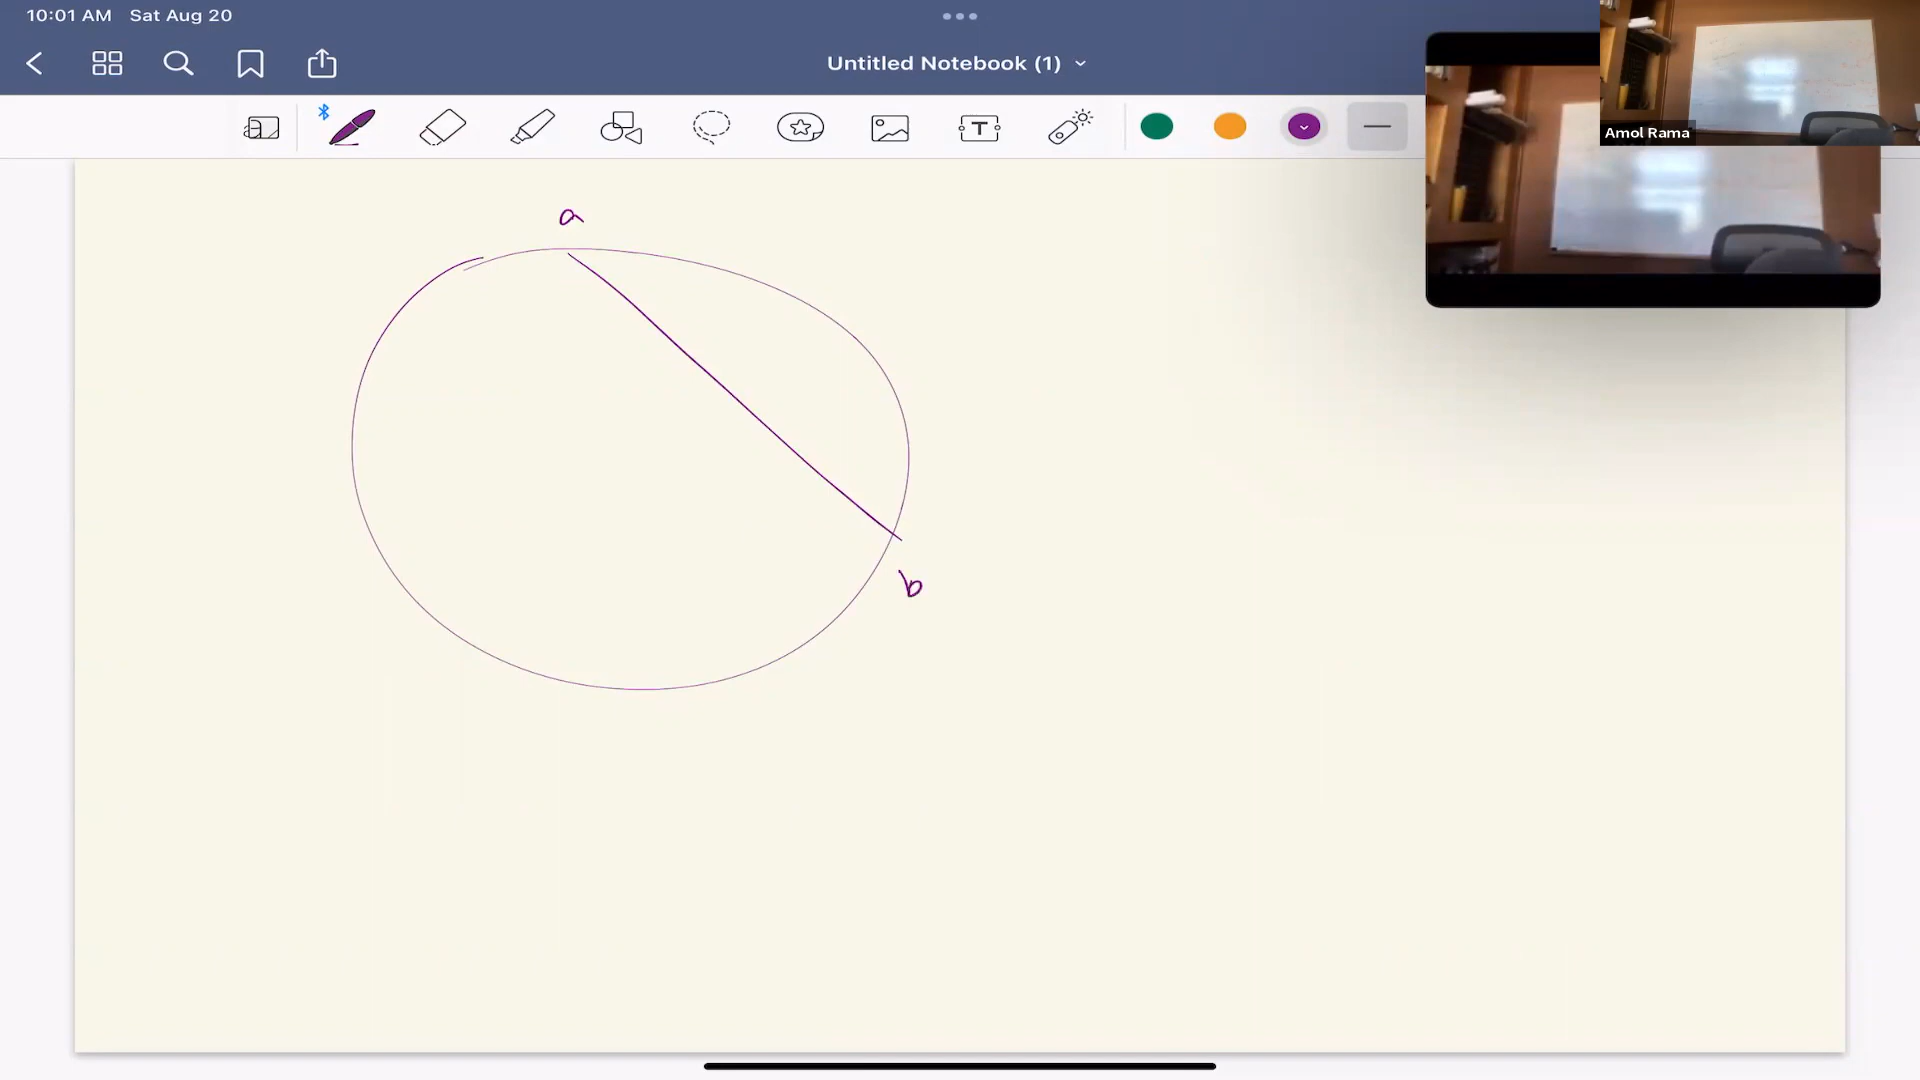 10:01 AM Sat Aug 20
Untitled Notebook (1)
Amol Rama
T
a
b